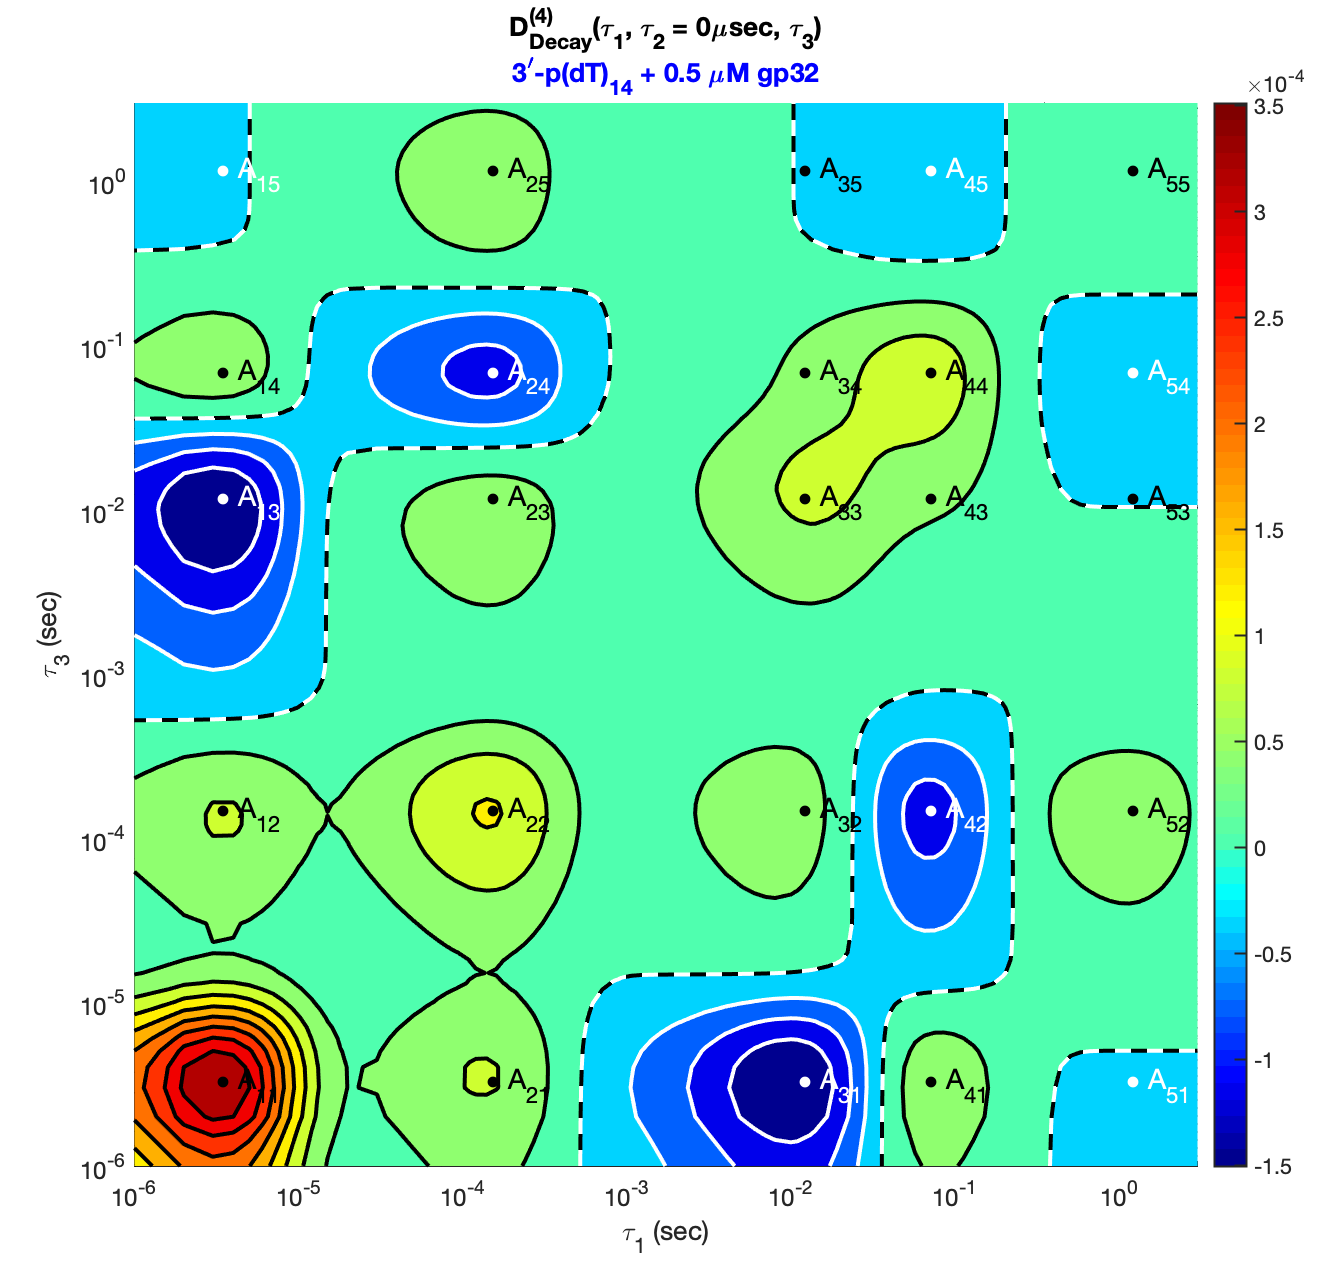 D(4)Decay(τ1, τ2 = 0μsec, τ3)
3′-p(dT)14 + 0.5 μM gp32
×10-4
3.5
3
2.5
2
1.5
1
0.5
0
-0.5
-1
-1.5
100
10-1
10-2
10-3
10-4
10-5
10-6
τ3 (sec)
A15 A25 A35 A45 A55
A14 A24 A34 A44 A54
A13 A23 A33 A43 A53
A12 A22 A32 A42 A52
A11 A21 A31 A41 A51
10-6 10-5 10-4 10-3 10-2 10-1 100
τ1 (sec)